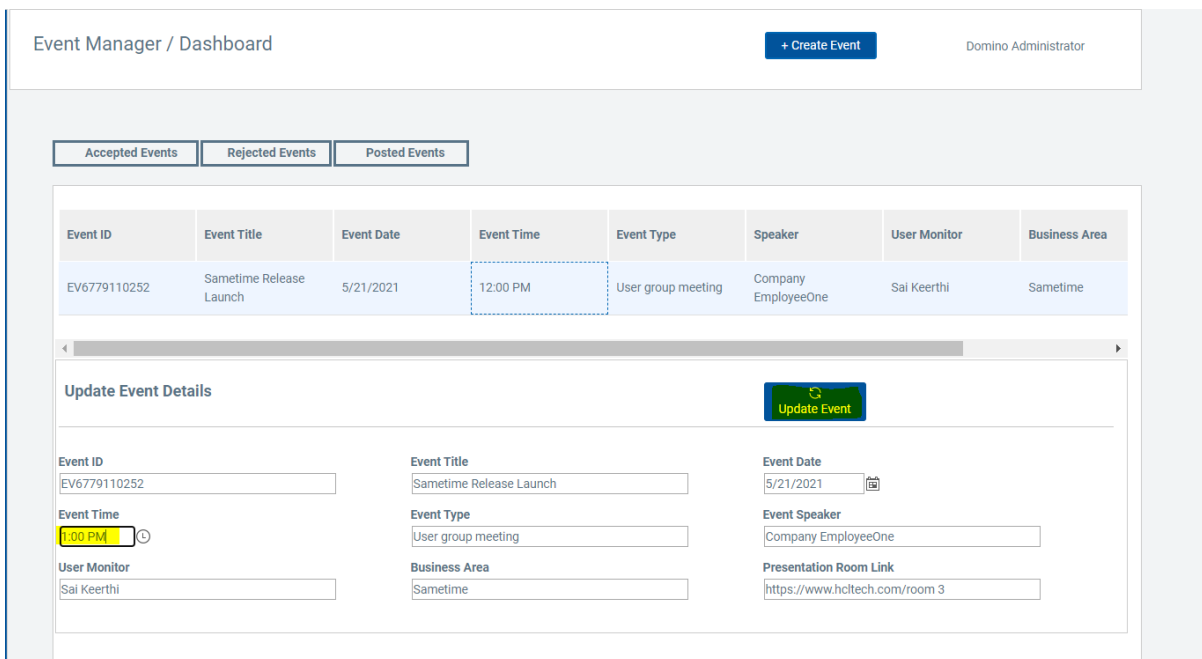 Event Manager / Dashboard
+ Create Event
Domino Administrator
Accepted Events
Rejected Events
Posted Events
Event ID
Event Title
Event Date
Event Time
Event Type
Speaker
User Monitor
Business Area
EV6779110252
Sametime Release
Launch
5/21/2021
12:00 PM
User group meeting
Company
EmployeeOne
Sai Keerthi
Sametime
Update Event Details
Update Event
Event ID
Event Title
Event Date
EV6779110252
Sametime Release Launch
5/21/2021
Event Time
Event Type
Event Speaker
1:00 PM
User group meeting
Company EmployeeOne
User Monitor
Business Area
Presentation Room Link
Sai Keerthi
Sametime
https://www.hcltech.com/room 3